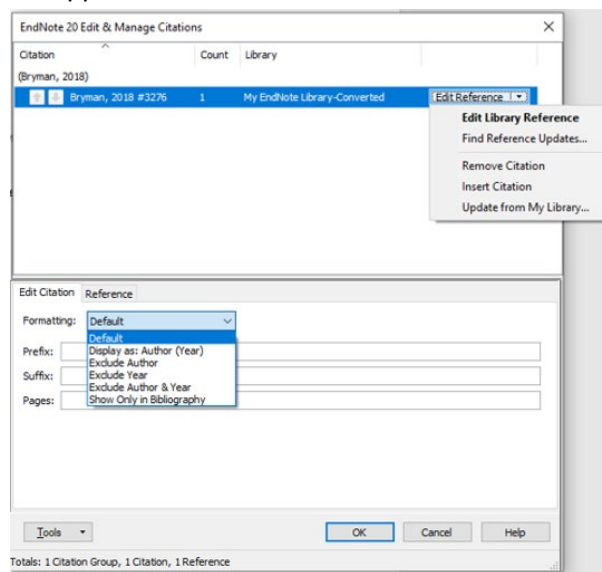 EndNote 20 Edit & Manage Citations
Citation Count Library
(Bryman, 2018)
Bryman, 2018 #3276 1 My EndNote Library-Converted Edit Reference
Edit Library Reference
Find Reference Updates...
Remove Citation
Insert Citation
Update from My Library...
Edit Citation Reference
Formatting: Default
Default
Display as: Author (Year)
Exclude Author
Exclude Year
Exclude Author & Year
Show Only in Bibliography
Prefix:
Suffix:
Pages:
Tools OK Cancel Help
Totals: 1 Citation Group, 1 Citation, 1 Reference